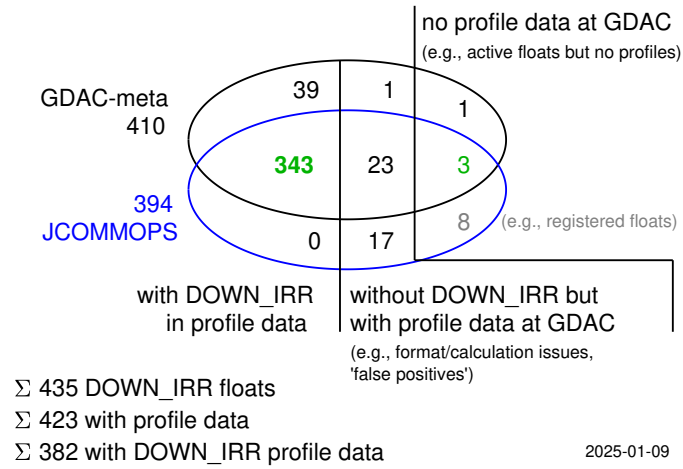 no profile data at GDAC
(e.g., active floats but no profiles)
39
1
1
GDAC-meta
410
343
23
3
394
JCOMMOPS
8
(e.g., registered floats)
0
17
with DOWN_IRR
in profile data
without DOWN_IRR but
with profile data at GDAC
(e.g., format/calculation issues,
'false positives')
Σ 435 DOWN_IRR floats
Σ 423 with profile data
Σ 382 with DOWN_IRR profile data
2025-01-09